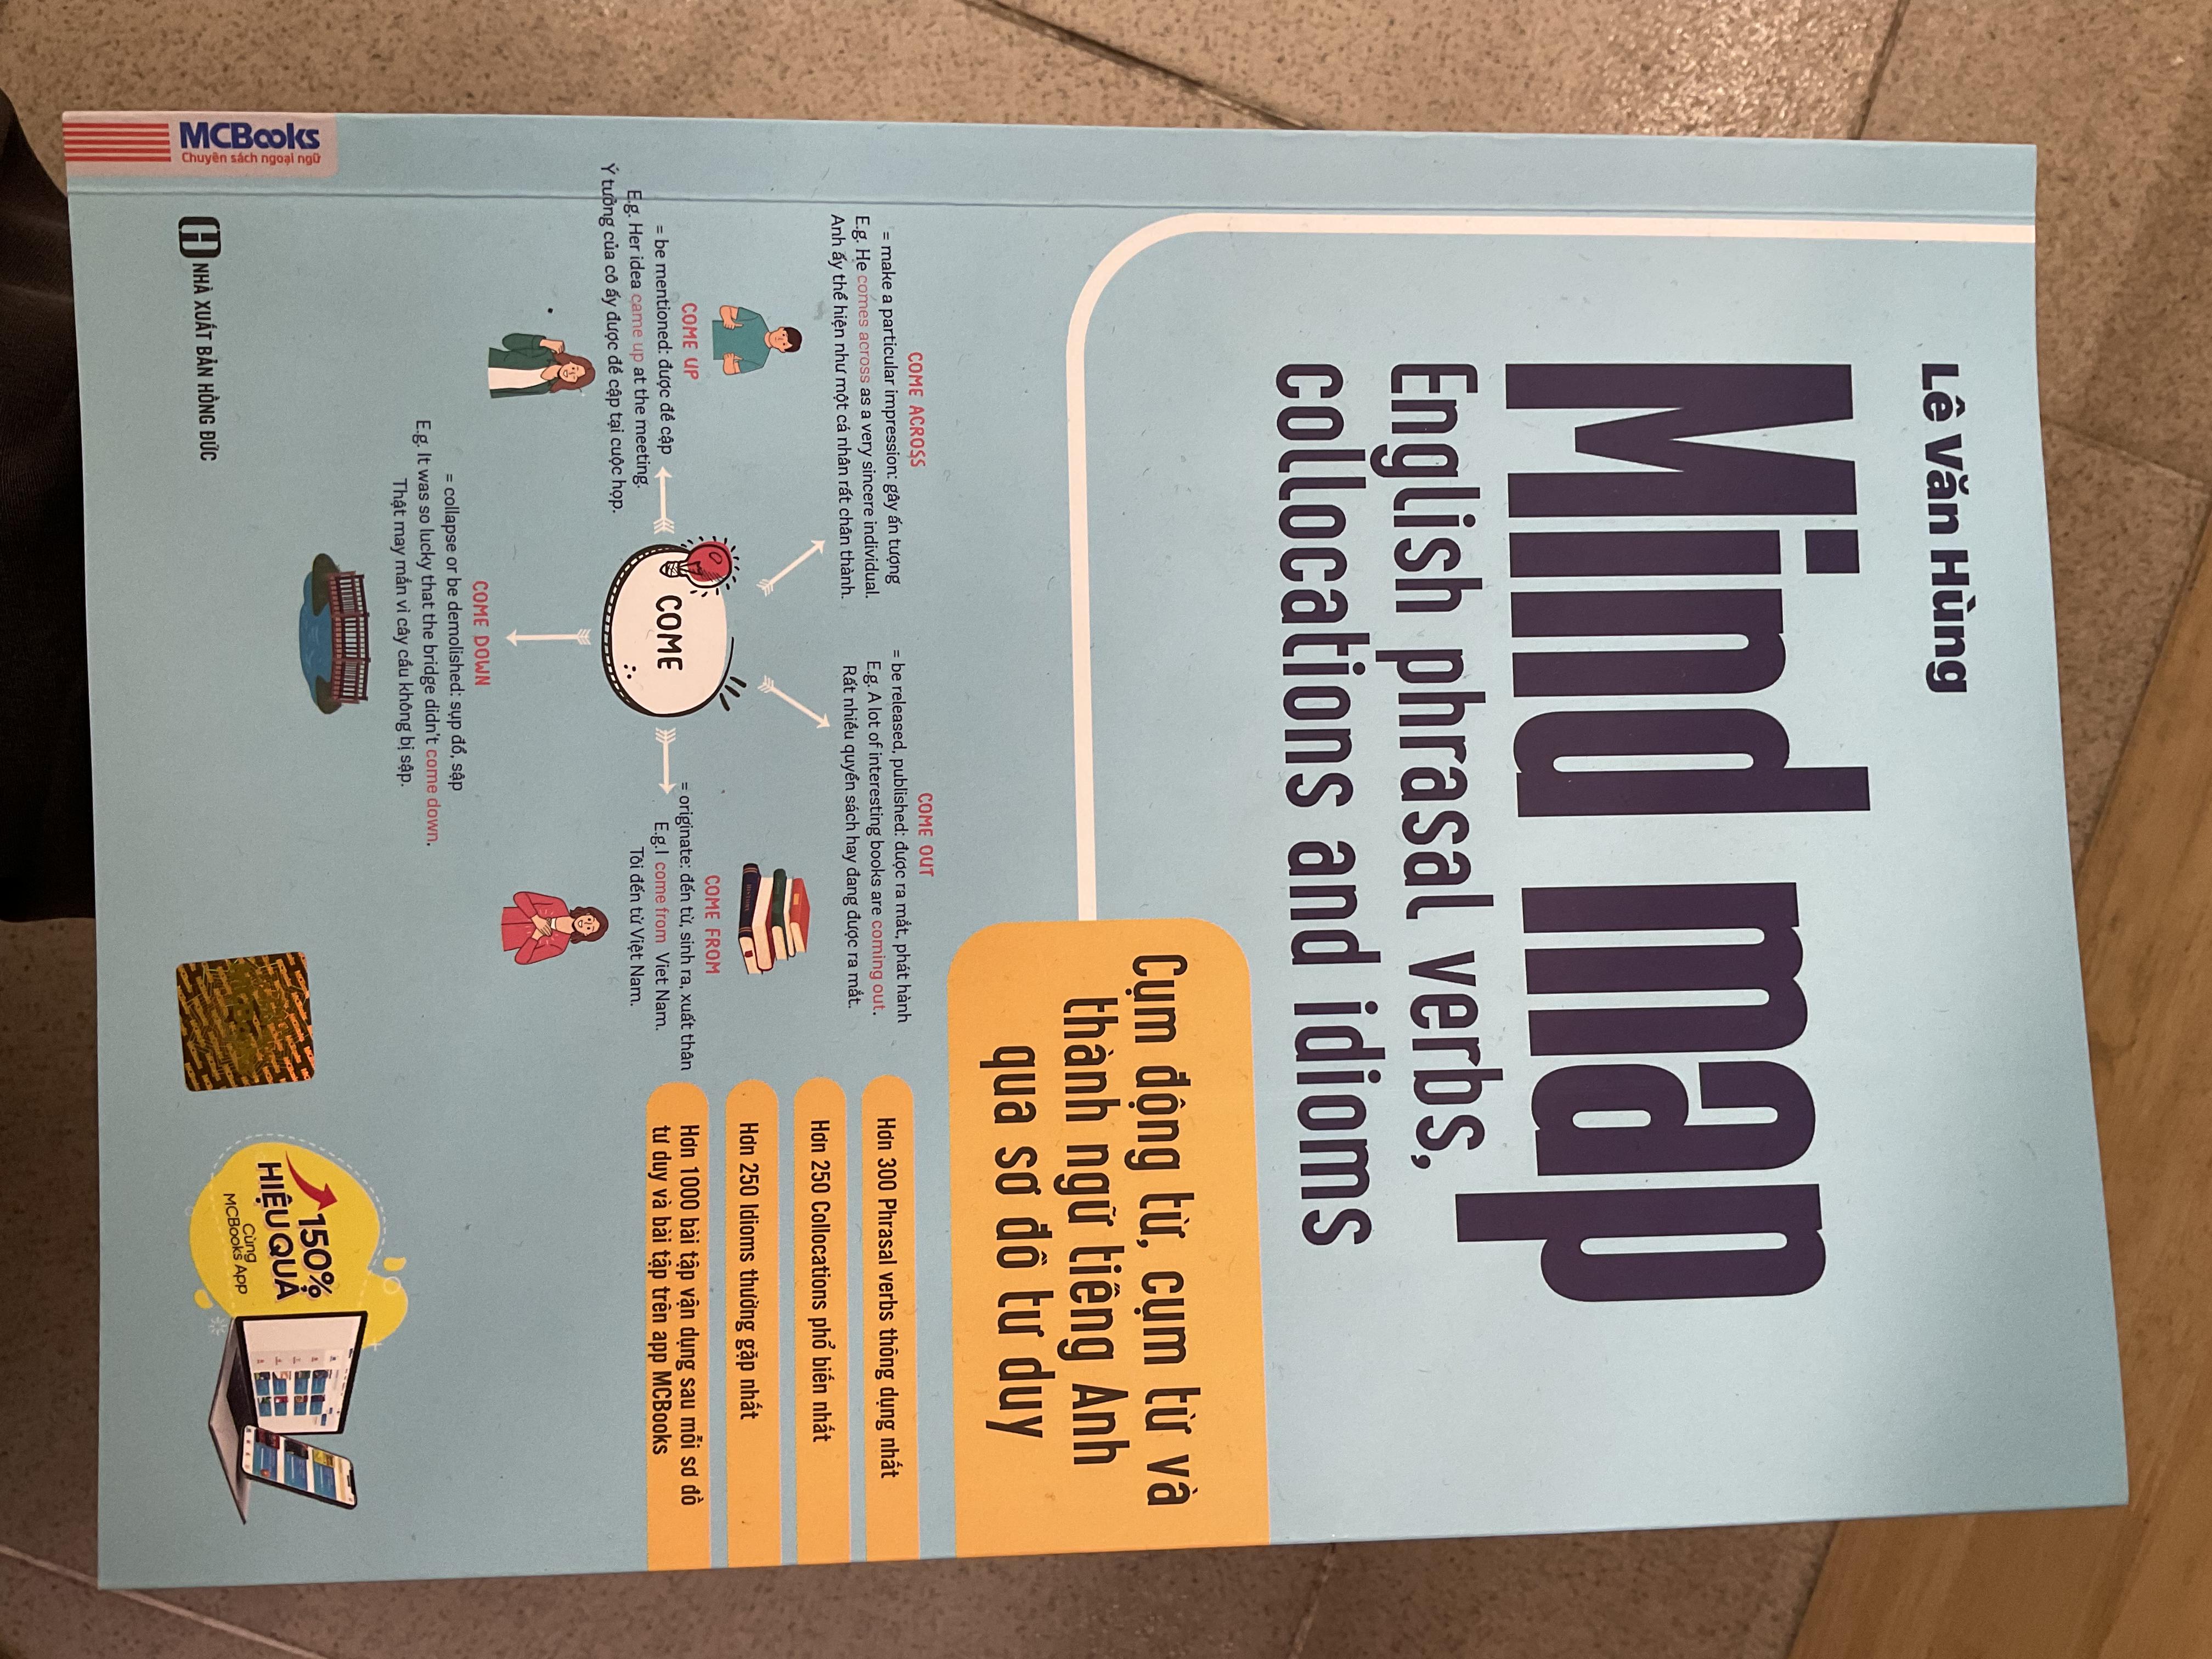 Lê Văn Hùng
Mind map
English phrasal verbs,
collocations and idioms
Cụm động từ, cụm từ và
thành ngữ tiếng Anh
qua sơ đồ tư duy
COME ACROSS
= make a particular impression: gây ấn tượng
E.g. He comes across as a very sincere individual.
Anh ấy thể hiện như một cá nhân rất chân thành.
COME OUT
= be released, published: được ra mắt, phát hành
E.g. A lot of interesting books are coming out.
Rất nhiều quyển sách hay đang được ra mắt.
Hơn 300 Phrasal verbs thông dụng nhất
Hơn 250 Collocations phổ biến nhất
Hơn 250 Idioms thường gặp nhất
Hơn 1000 bài tập vận dụng sau mỗi sơ đồ
tư duy và bài tập trên app MCBooks
HISTORY
COME UP
= be mentioned: được đề cập
E.g. Her idea came up at the meeting.
Ý tưởng của cô ấy được đề cập tại cuộc họp.
COME
COME FROM
= originate: đến từ, sinh ra, xuất thân
E.g.I come from Viet Nam.
Tôi đến từ Việt Nam.
COME DOWN
= collapse or be demolished: sụp đổ, sập
E.g. It was so lucky that the bridge didn't come down.
Thật may mắn vì cây cầu không bị sập.
150%
HIỆU QUẢ
Cùng
MCBooks App
MCBooks
Chuyên sách ngoại ngữ
NHÀ XUẤT BẢN HỒNG ĐỨC